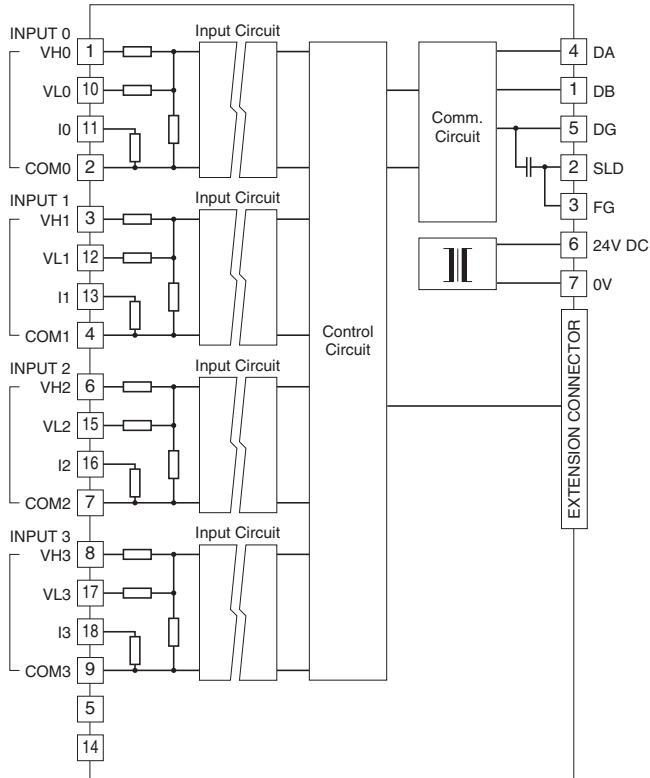 INPUT 0
VH0 1
VL0 10
I0 11
COM0 2
Input Circuit
INPUT 1
VH1 3
VL1 12
I1 13
COM1 4
Input Circuit
INPUT 2
VH2 6
VL2 15
I2 16
COM2 7
Input Circuit
INPUT 3
VH3 8
VL3 17
I3 18
COM3 9
Input Circuit
5
14
Control
Circuit
Comm.
Circuit
4 DA
1 DB
5 DG
2 SLD
3 FG
6 24V DC
7 0V
EXTENSION CONNECTOR